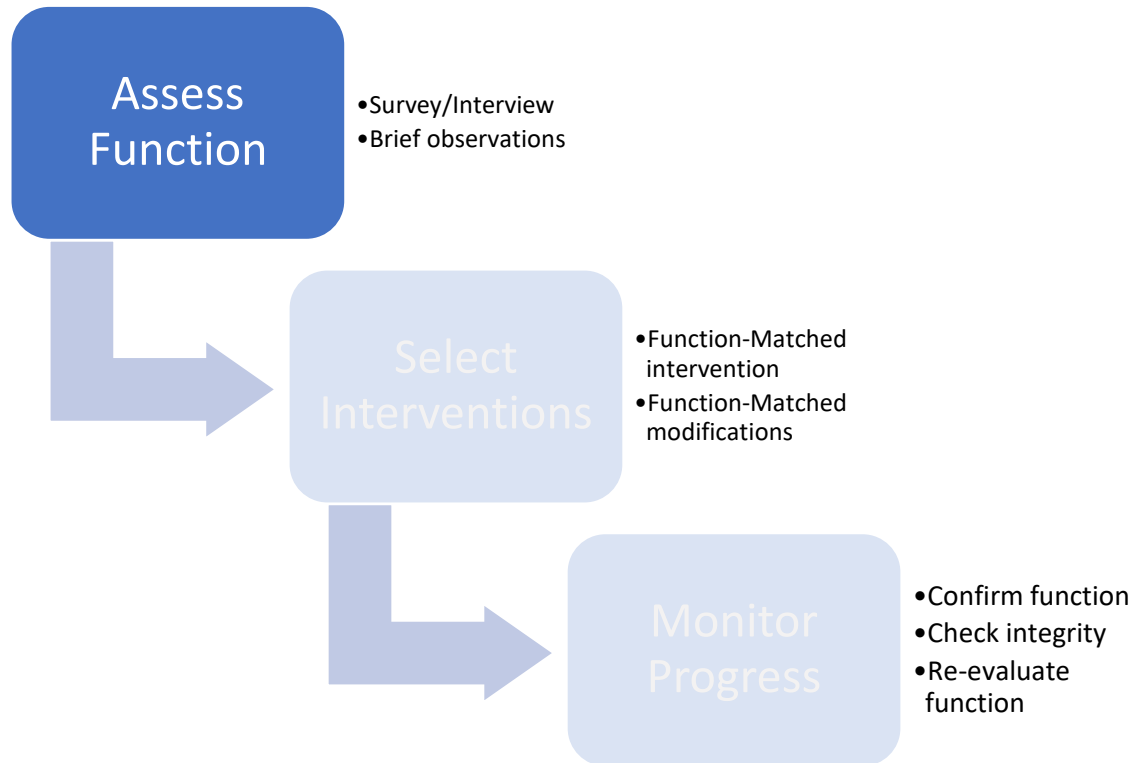 Assess
Function
•Survey/Interview
•Brief observations
Select
Interventions
•Function-Matched
intervention
•Function-Matched
modifications
Monitor
Progress
•Confirm function
•Check integrity
•Re-evaluate
function